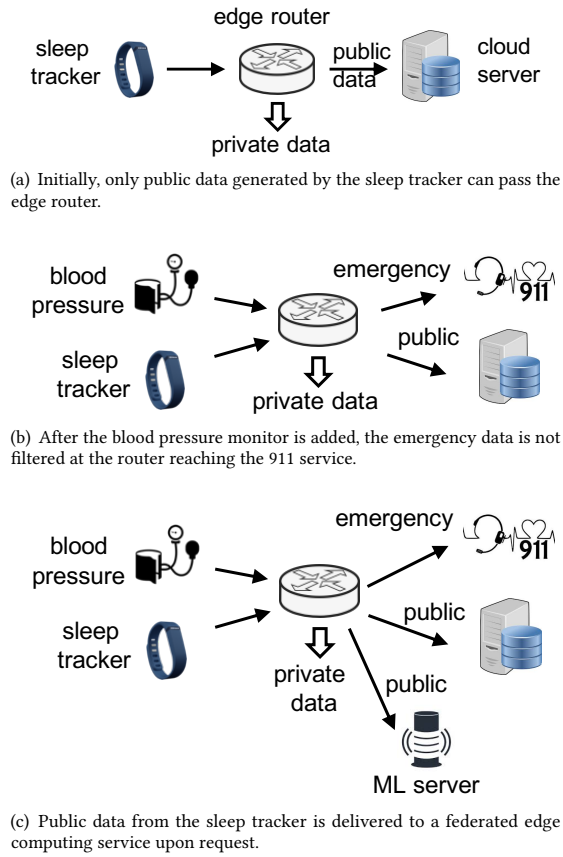 edge router
sleep
tracker
public
data
cloud
server
private data
(a) Initially, only public data generated by the sleep tracker can pass the
edge router.
blood
pressure
emergency
911
sleep
tracker
public
private data
(b) After the blood pressure monitor is added, the emergency data is not
filtered at the router reaching the 911 service.
emergency
blood
pressure
911
sleep
tracker
public
private
data
public
ML server
(c) Public data from the sleep tracker is delivered to a federated edge
computing service upon request.